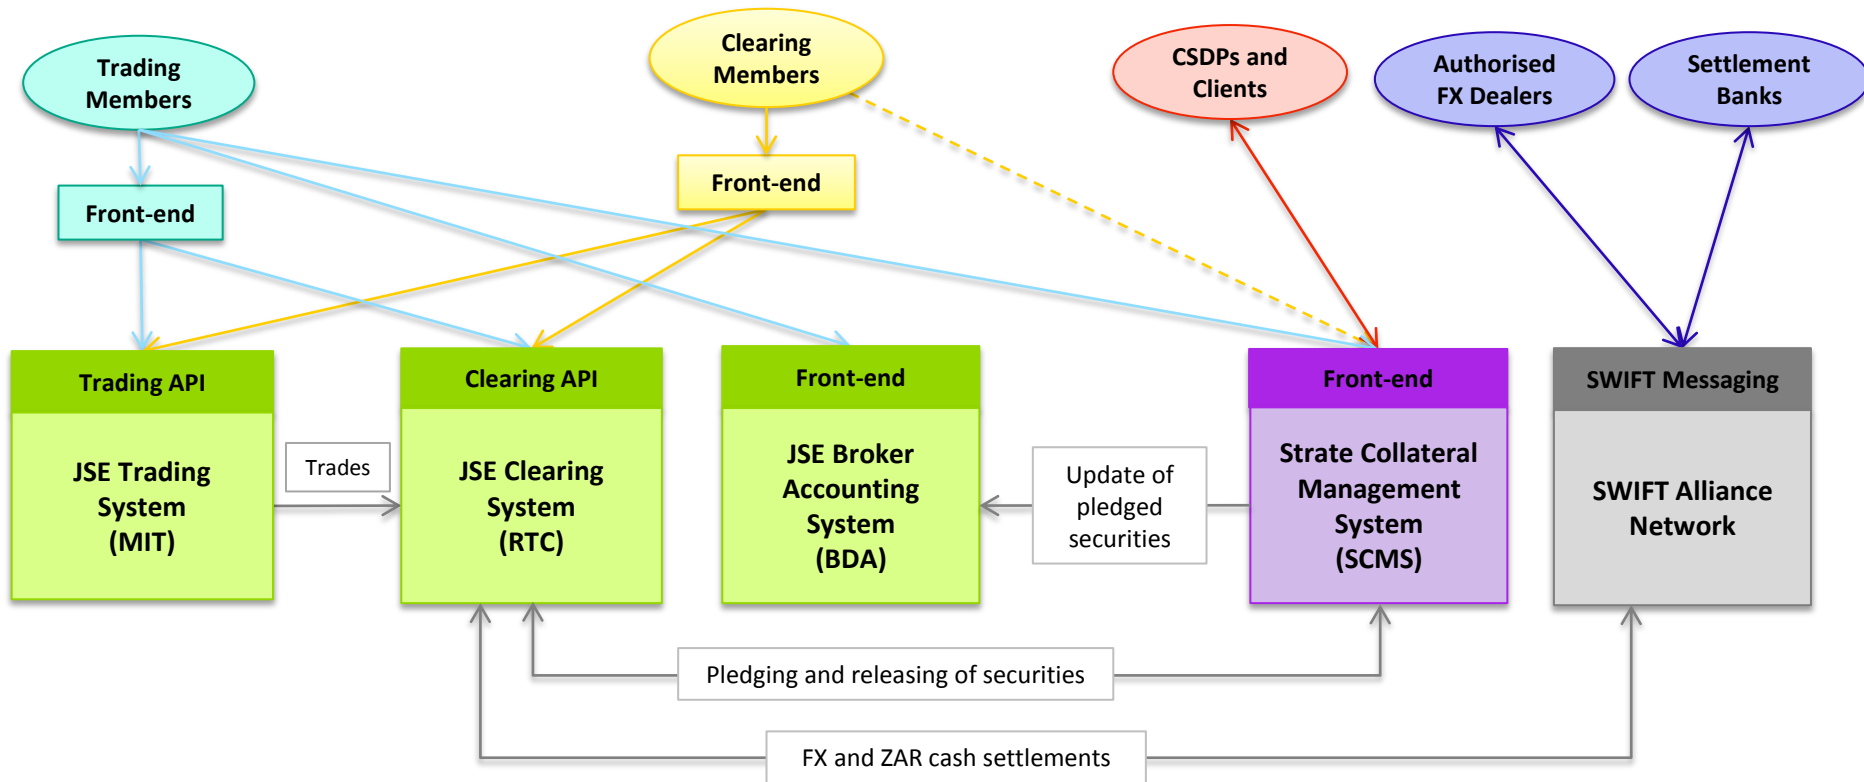 Trading
Members
Clearing
Members
CSDPs and
Clients
Authorised
FX Dealers
Settlement
Banks
Front-end
Front-end
Trading API
Clearing API
Front-end
Front-end
SWIFT Messaging
JSE Trading
System
(MIT)
Trades
JSE Clearing
System
(RTC)
JSE Broker
Accounting
System
(BDA)
Update of
pledged
securities
Strate Collateral
Management
System
(SCMS)
SWIFT Alliance
Network
Pledging and releasing of securities
FX and ZAR cash settlements